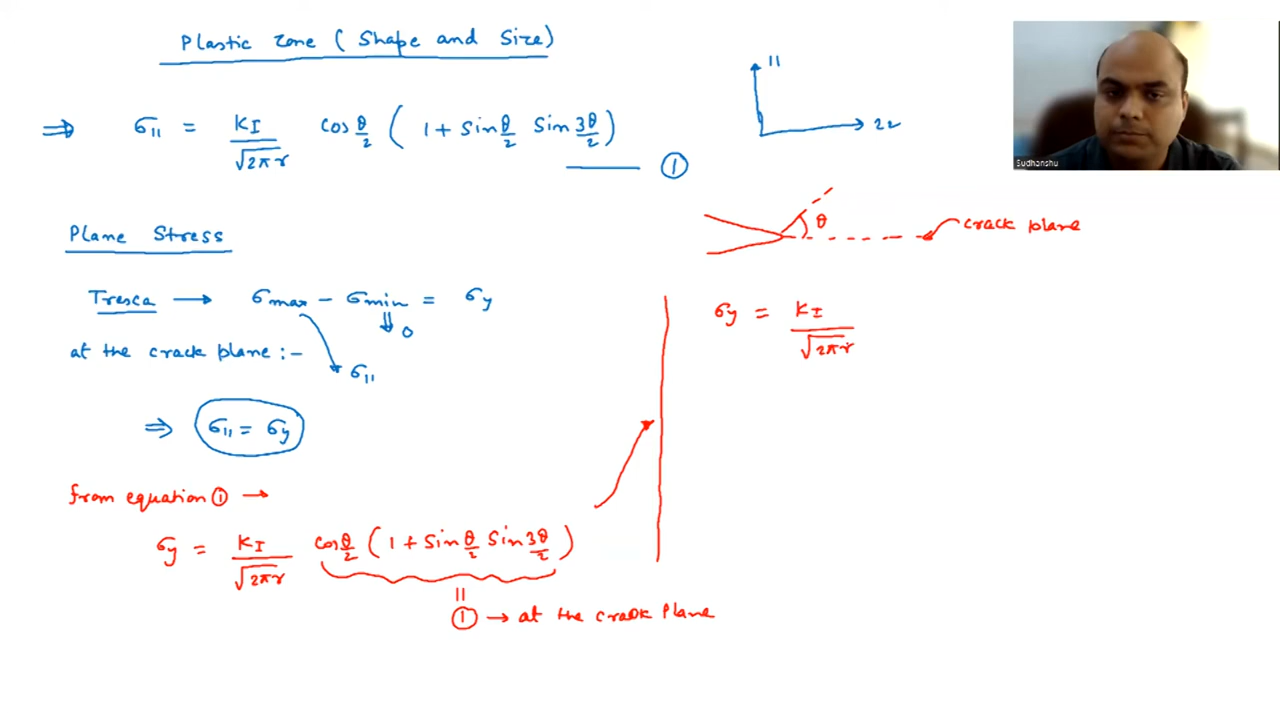 Plastic Zone ( Shape and Size)
⇒ σ11 = KI/√2πr cos θ/2 ( 1 + Sin θ/2 Sin 3θ/2 )
①
11
22
Sudhanshu
θ
crack plane
Plane Stress
Tresca → σmax - σmin = σy
0
at the crack plane :-
σ11
⇒ σ11 = σy
from equation ① →
σy = KI/√2πr cos θ/2 ( 1 + Sin θ/2 Sin 3θ/2 )
||
① → at the crack Plane
σy = KI/√2πr